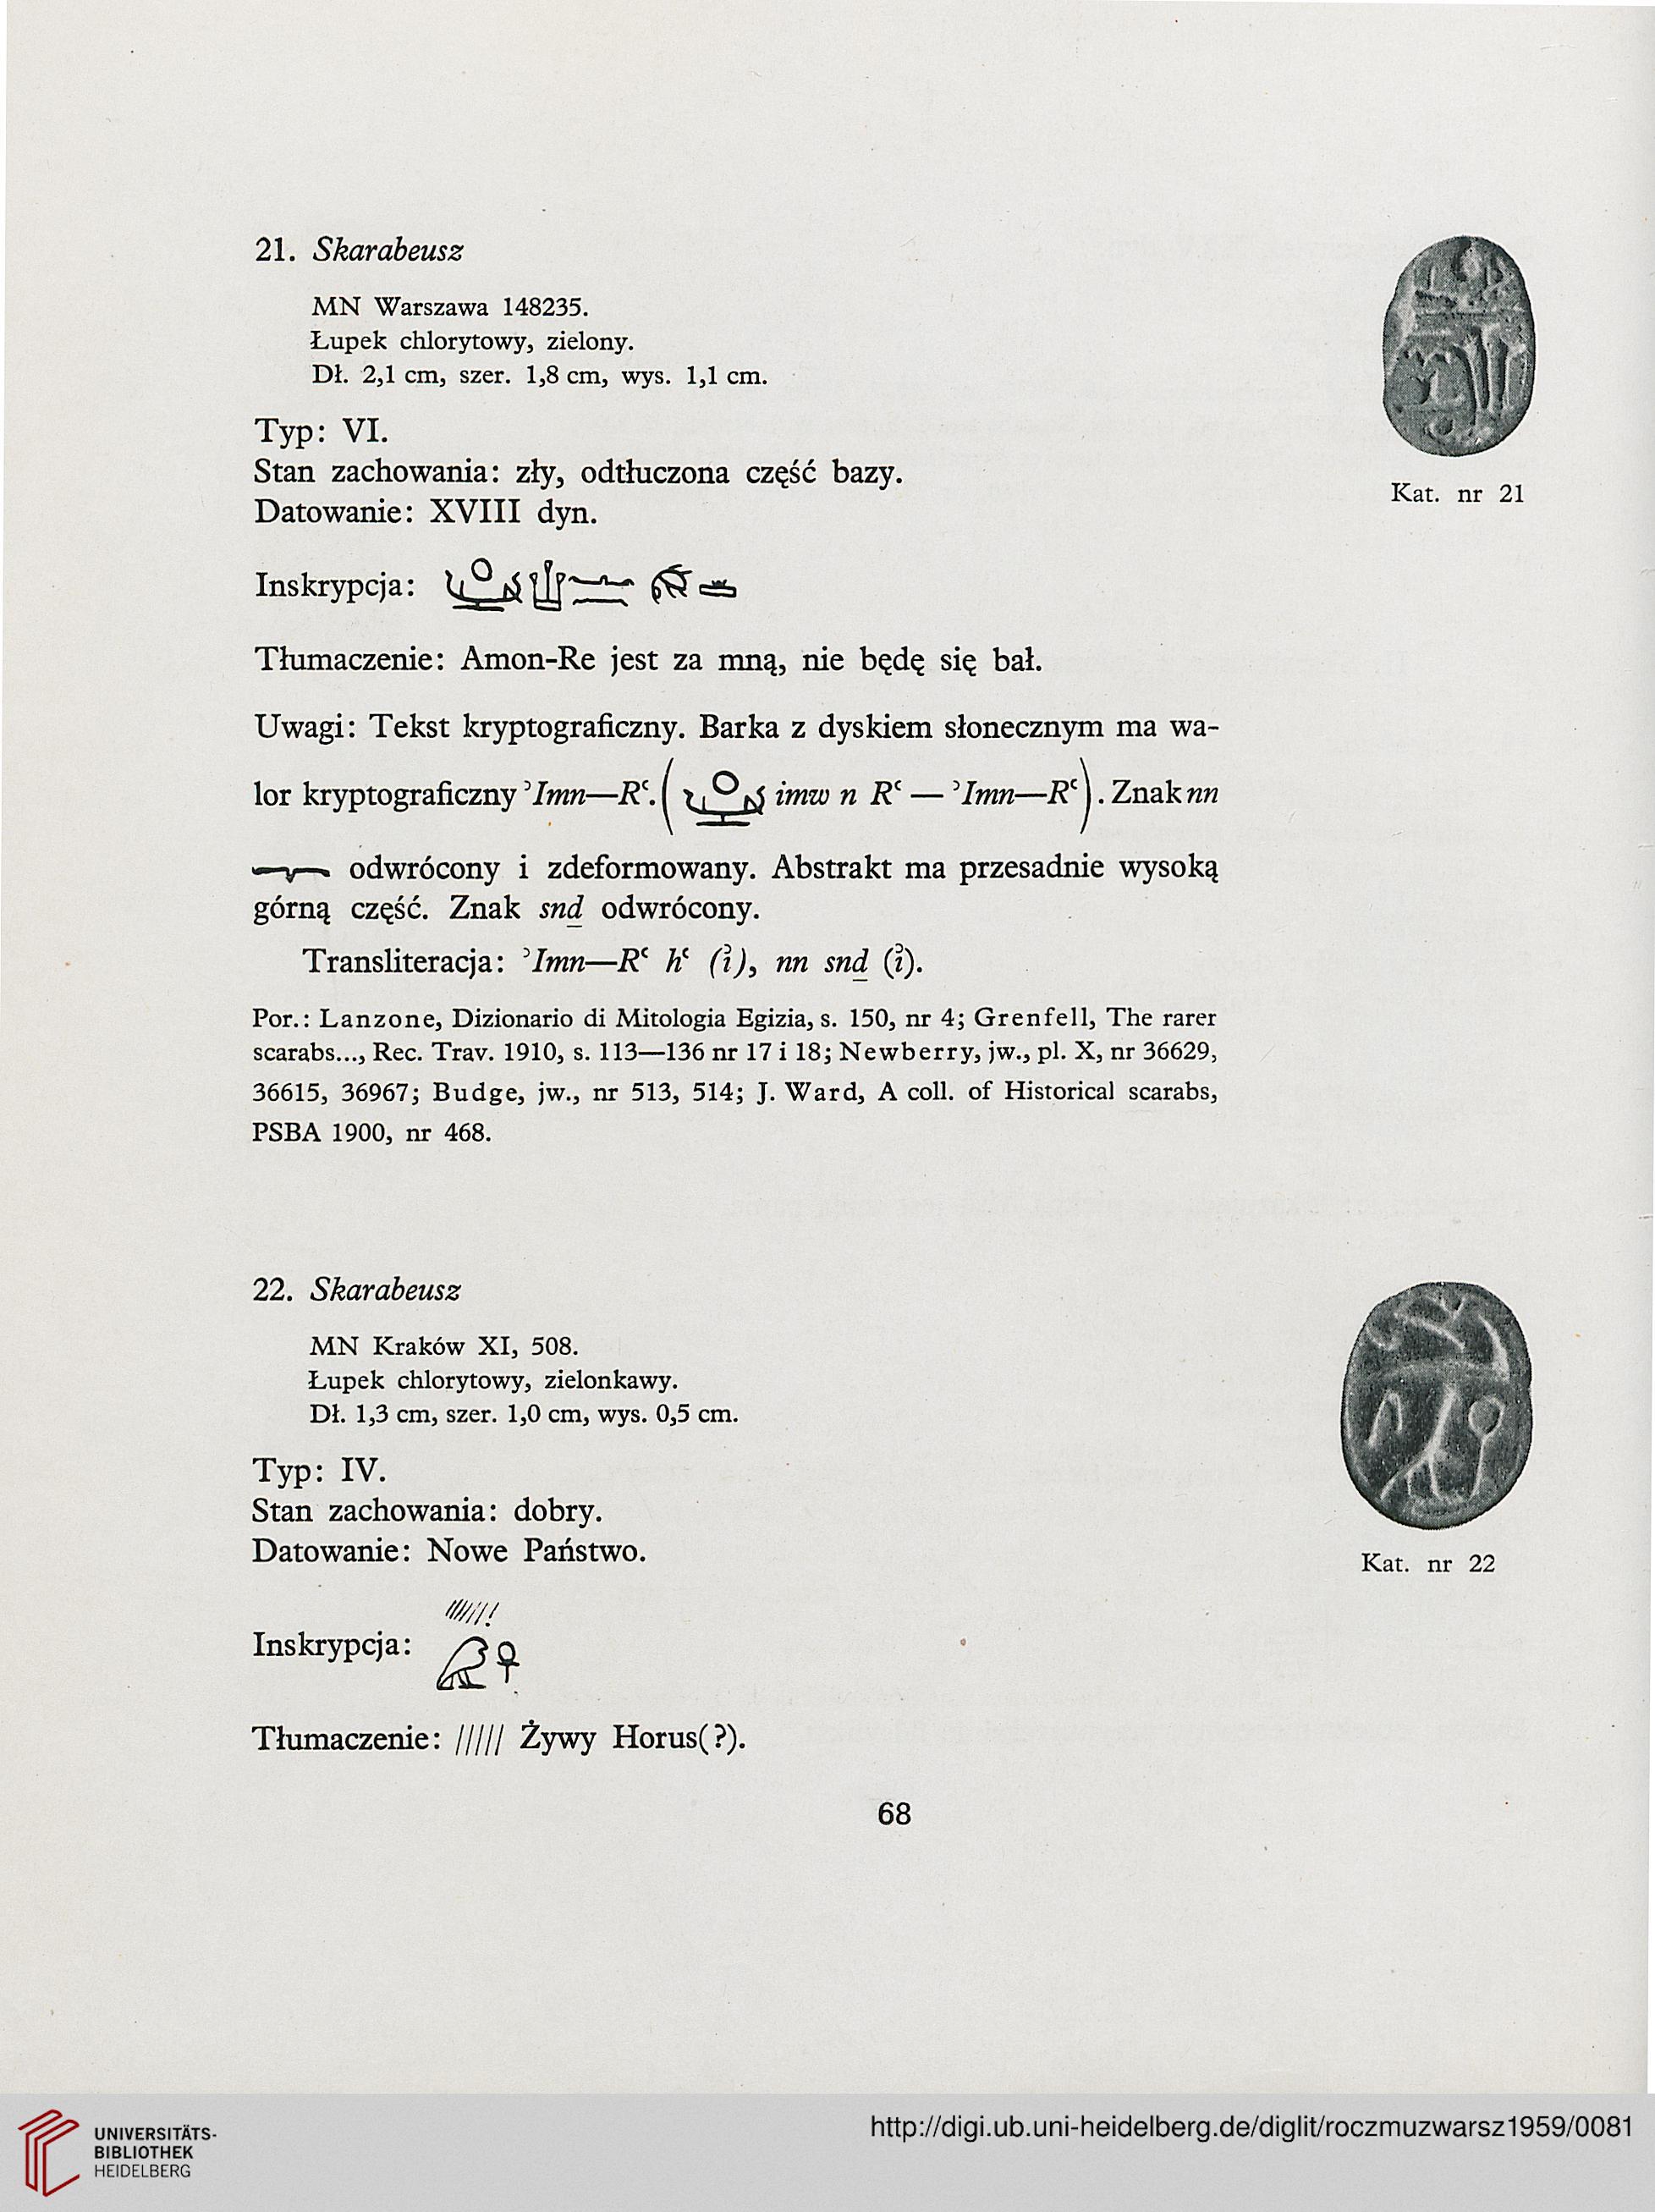 21. Skarabeusz
MN Warszawa 148235.
Łupek chlorytowy, zielony.
Dł. 2,1 cm, szer. 1,8 cm, wys. 1,1 cm.
Typ: VI.
Stan zachowania: zły, odtłuczona część bazy.
Datowanie: XVIII dyn.
Kat. nr 21
Inskrypcja:
Tłumaczenie: Amon-Re jest za mną, nie będę się bał.
Uwagi: Tekst kryptograficzny. Barka z dyskiem słonecznym ma wa-
lor kryptograficzny ʾImn—Rʿ. ( imw n Rʿ — ʾImn—Rʿ). Znak nn
odwrócony i zdeformowany. Abstrakt ma przesadnie wysoką
górną część. Znak snḏ odwrócony.
Transliteracja: ʾImn—Rʿ hʿ (ỉ), nn snḏ (ỉ).
Por.: Lanzone, Dizionario di Mitologia Egizia, s. 150, nr 4; Grenfell, The rarer
scarabs..., Rec. Trav. 1910, s. 113—136 nr 17 i 18; Newberry, jw., pl. X, nr 36629,
36615, 36967; Budge, jw., nr 513, 514; J. Ward, A coll. of Historical scarabs,
PSBA 1900, nr 468.
22. Skarabeusz
MN Kraków XI, 508.
Łupek chlorytowy, zielonkawy.
Dł. 1,3 cm, szer. 1,0 cm, wys. 0,5 cm.
Typ: IV.
Stan zachowania: dobry.
Datowanie: Nowe Państwo.
Kat. nr 22
Inskrypcja:
Tłumaczenie: ///// Żywy Horus(?).
68
UNIVERSITÄTS-
BIBLIOTHEK
HEIDELBERG
http://digi.ub.uni-heidelberg.de/diglit/roczmuzwarsz1959/0081